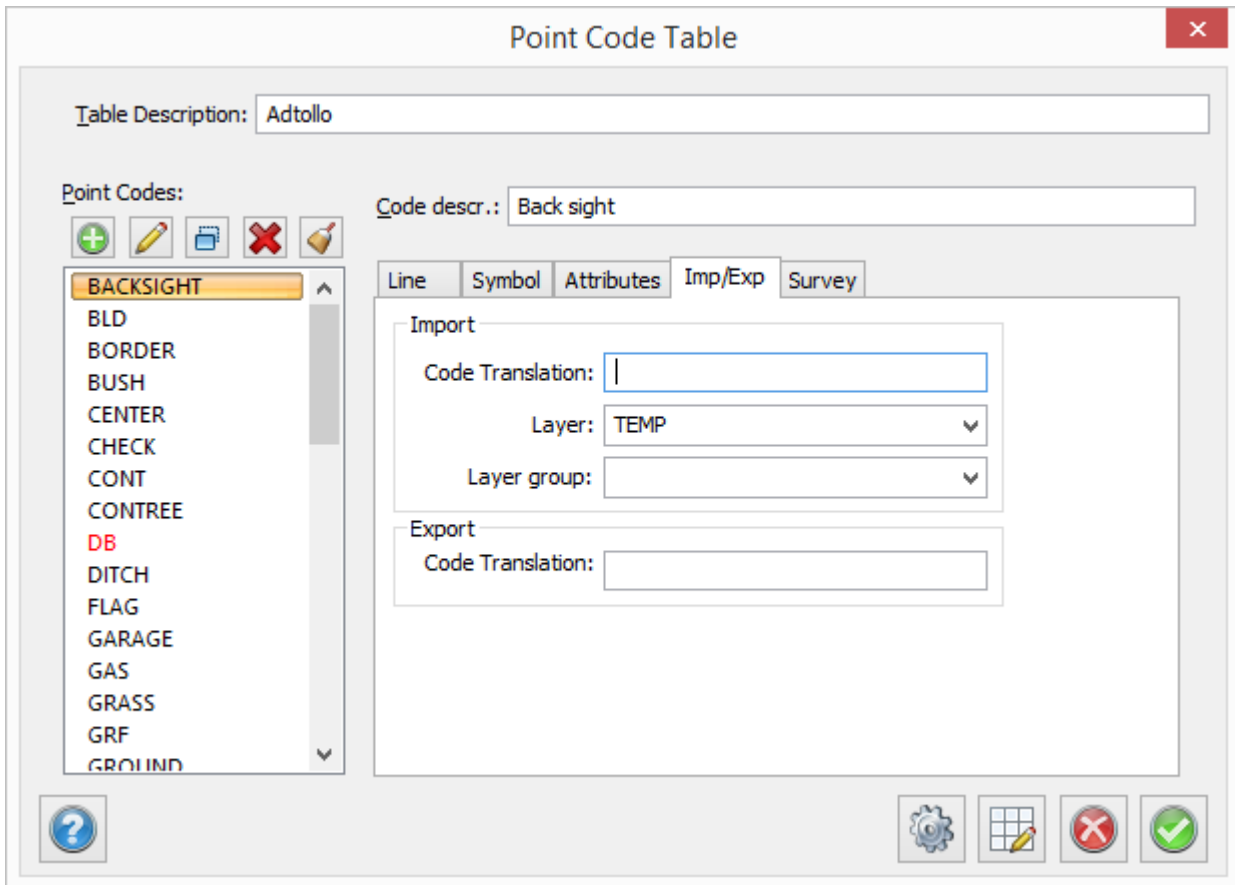 Point Code Table
Table Description: Adtollo
Point Codes:
Code descr.: Back sight
BACKSIGHT
BLD
BORDER
BUSH
CENTER
CHECK
CONT
CONTREE
DB
DITCH
FLAG
GARAGE
GAS
GRASS
GRF
GROUND
Line Symbol Attributes Imp/Exp Survey
Import
Code Translation:
Layer: TEMP
Layer group:
Export
Code Translation: